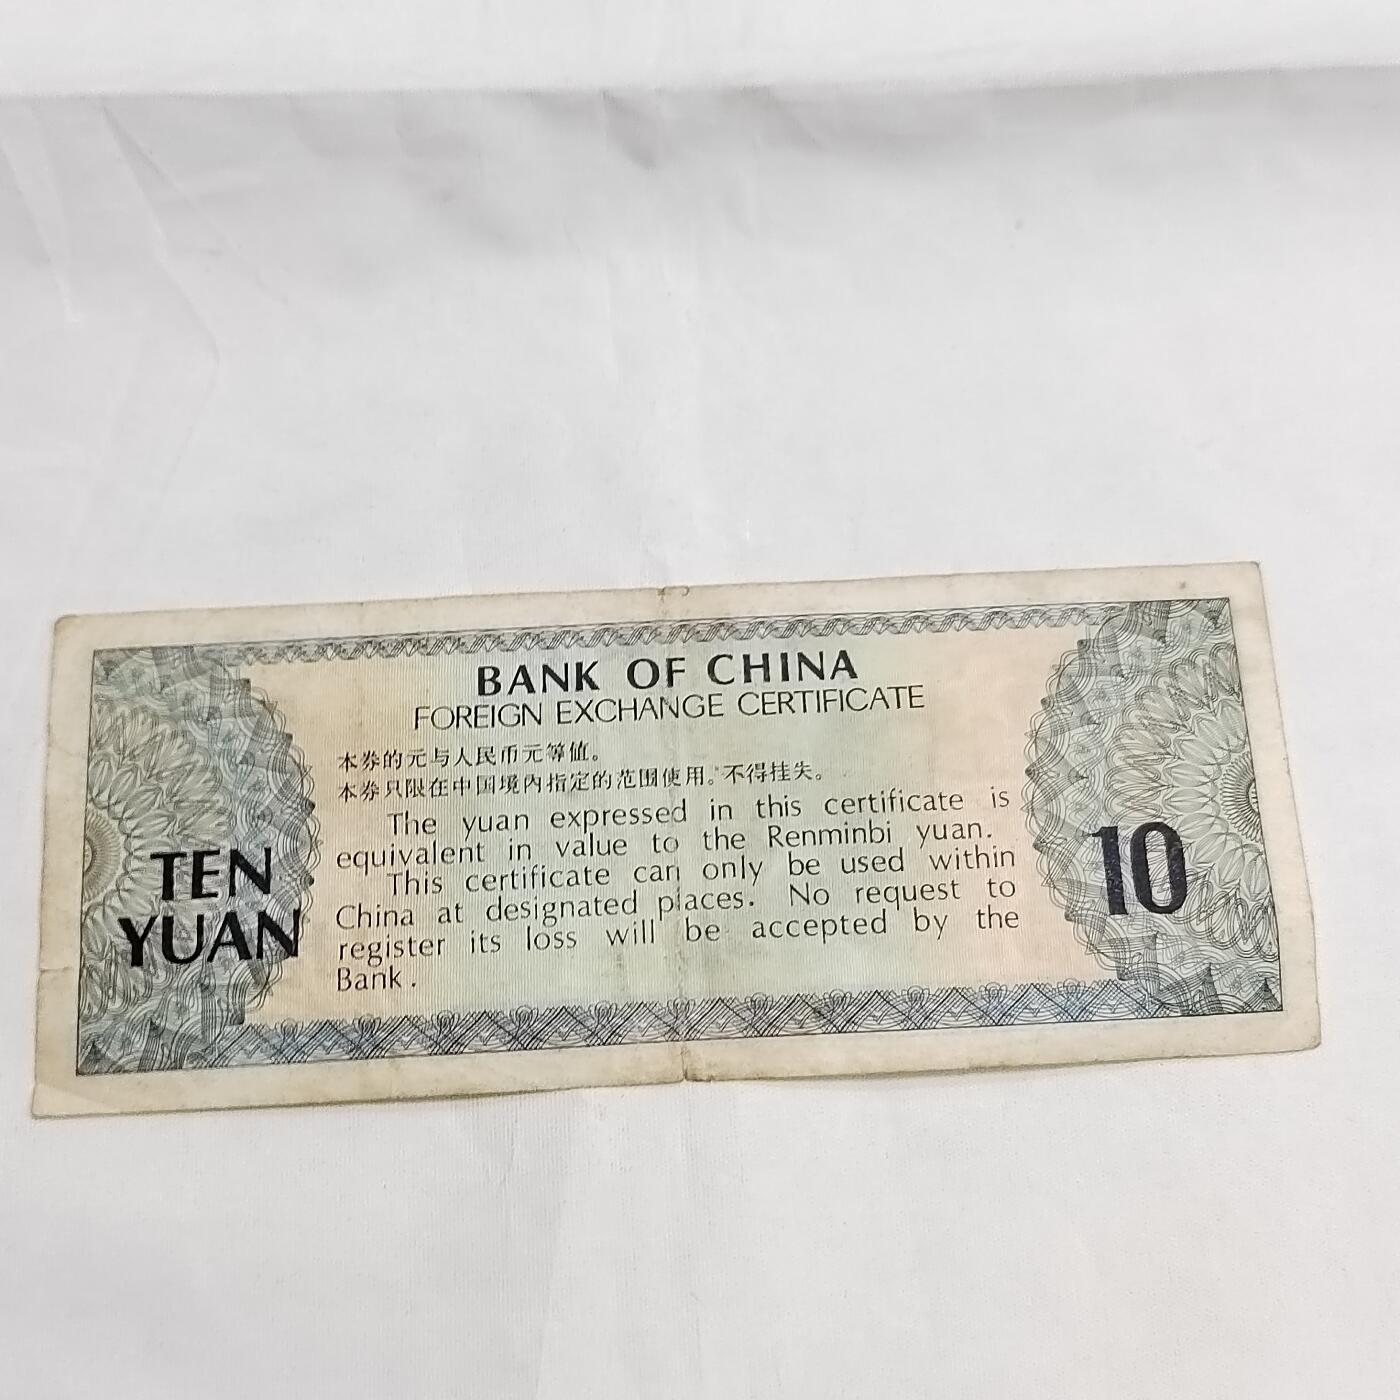 BANK OF CHINA
FOREIGN EXCHANGE CERTIFICATE
本券的元与人民币元等值。
本券只限在中国境内指定的范围使用。不得挂失。
The yuan expressed in this certificate is
equivalent in value to the Renminbi yuan.
This certificate can only be used within
China at designated places. No request to
register its loss will be accepted by the
Bank.
TEN
YUAN
10